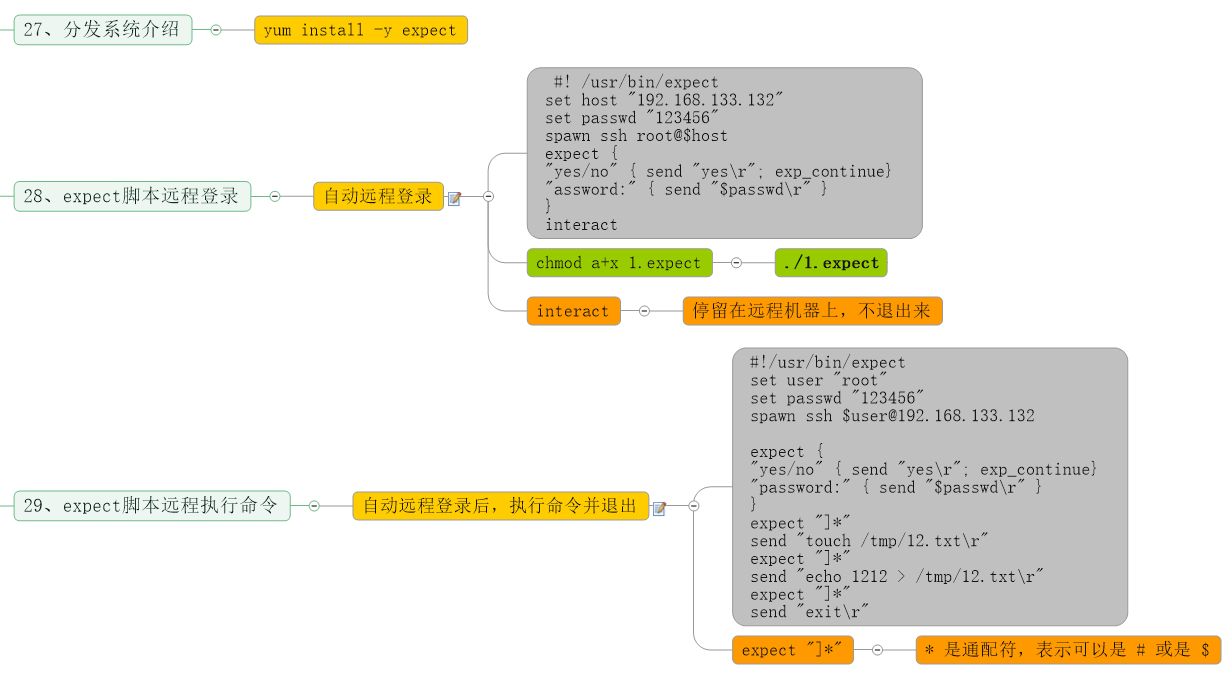 27、分发系统介绍
yum install -y expect
28、expect脚本远程登录
自动远程登录
#! /usr/bin/expect
set host "192.168.133.132"
set passwd "123456"
spawn ssh root@$host
expect {
"yes/no" { send "yes\r"; exp_continue}
"assword:" { send "$passwd\r" }
}
interact
chmod a+x 1.expect
./1.expect
interact
停留在远程机器上，不退出来
29、expect脚本远程执行命令
自动远程登录后，执行命令并退出
#!/usr/bin/expect
set user "root"
set passwd "123456"
spawn ssh $user@192.168.133.132
expect {
"yes/no" { send "yes\r"; exp_continue}
"password:" { send "$passwd\r" }
}
expect "]*"
send "touch /tmp/12.txt\r"
expect "]*"
send "echo 1212 > /tmp/12.txt\r"
expect "]*"
send "exit\r"
expect "]*"
* 是通配符，表示可以是 # 或是 $